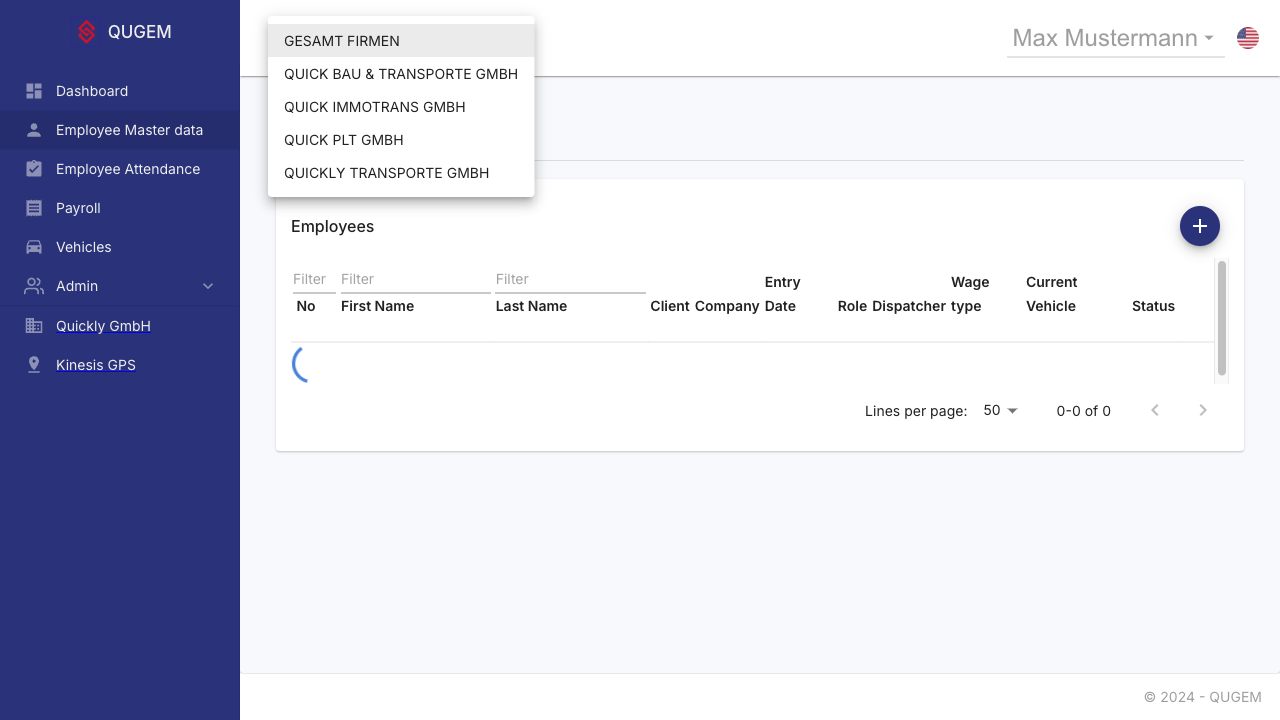 QUGEM
Dashboard
Employee Master data
Employee Attendance
Payroll
Vehicles
Admin
Quickly GmbH
Kinesis GPS
GESAMT FIRMEN
QUICK BAU & TRANSPORTE GMBH
QUICK IMMOTRANS GMBH
QUICK PLT GMBH
QUICKLY TRANSPORTE GMBH
Max Mustermann
Employees
Filter Filter Filter
No First Name Last Name Client Company Entry Date Role Dispatcher Wage type Current Vehicle Status
Lines per page: 50 0-0 of 0
© 2024 - QUGEM